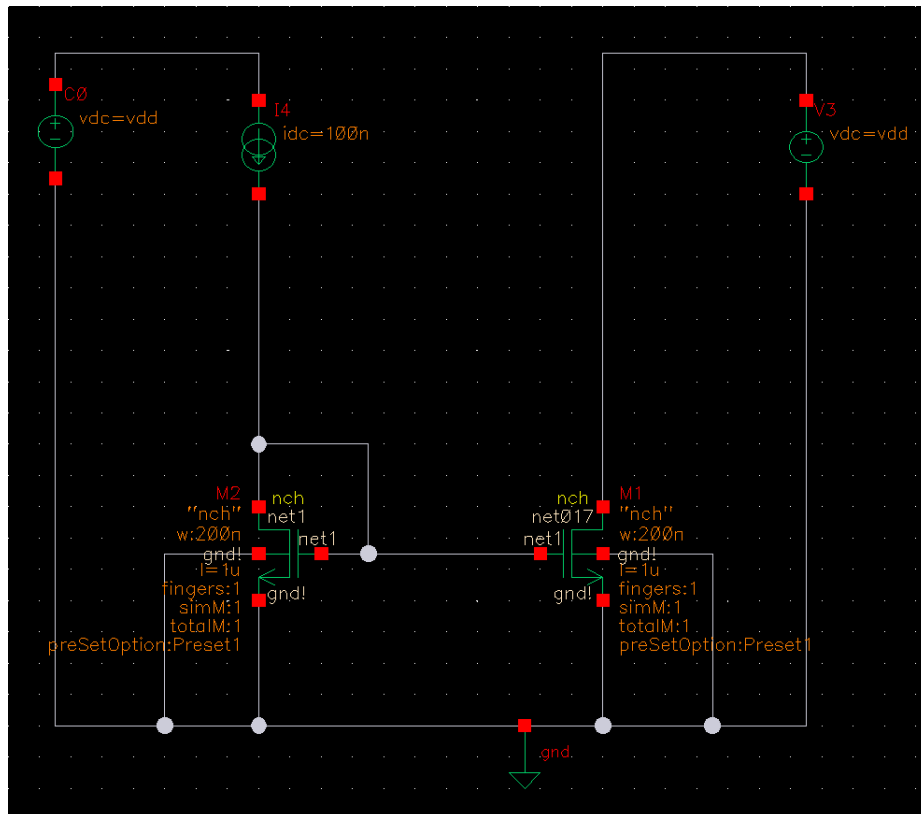 C0
vdc=vdd
I4
idc=100n
V3
vdc=vdd
M2
nch
"nch"
net1
w:200n
net1
gnd!
l=1u
fingers:1
gnd!
simM:1
totalM:1
preSetOption:Preset1
nch
M1
net017
"nch"
w:200n
net1
gnd!
l=1u
gnd!
fingers:1
simM:1
totalM:1
preSetOption:Preset1
gnd